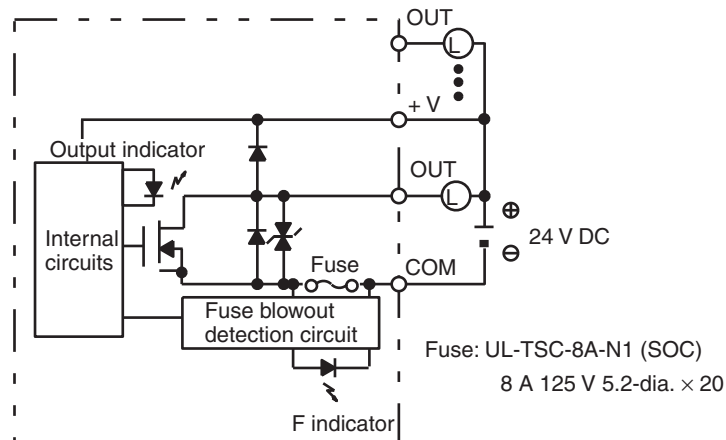 OUT
L
+ V
Output indicator
OUT
L
Internal
circuits
24 V DC
Fuse
COM
Fuse blowout
detection circuit
Fuse: UL-TSC-8A-N1 (SOC)
8 A 125 V 5.2-dia. × 20
F indicator